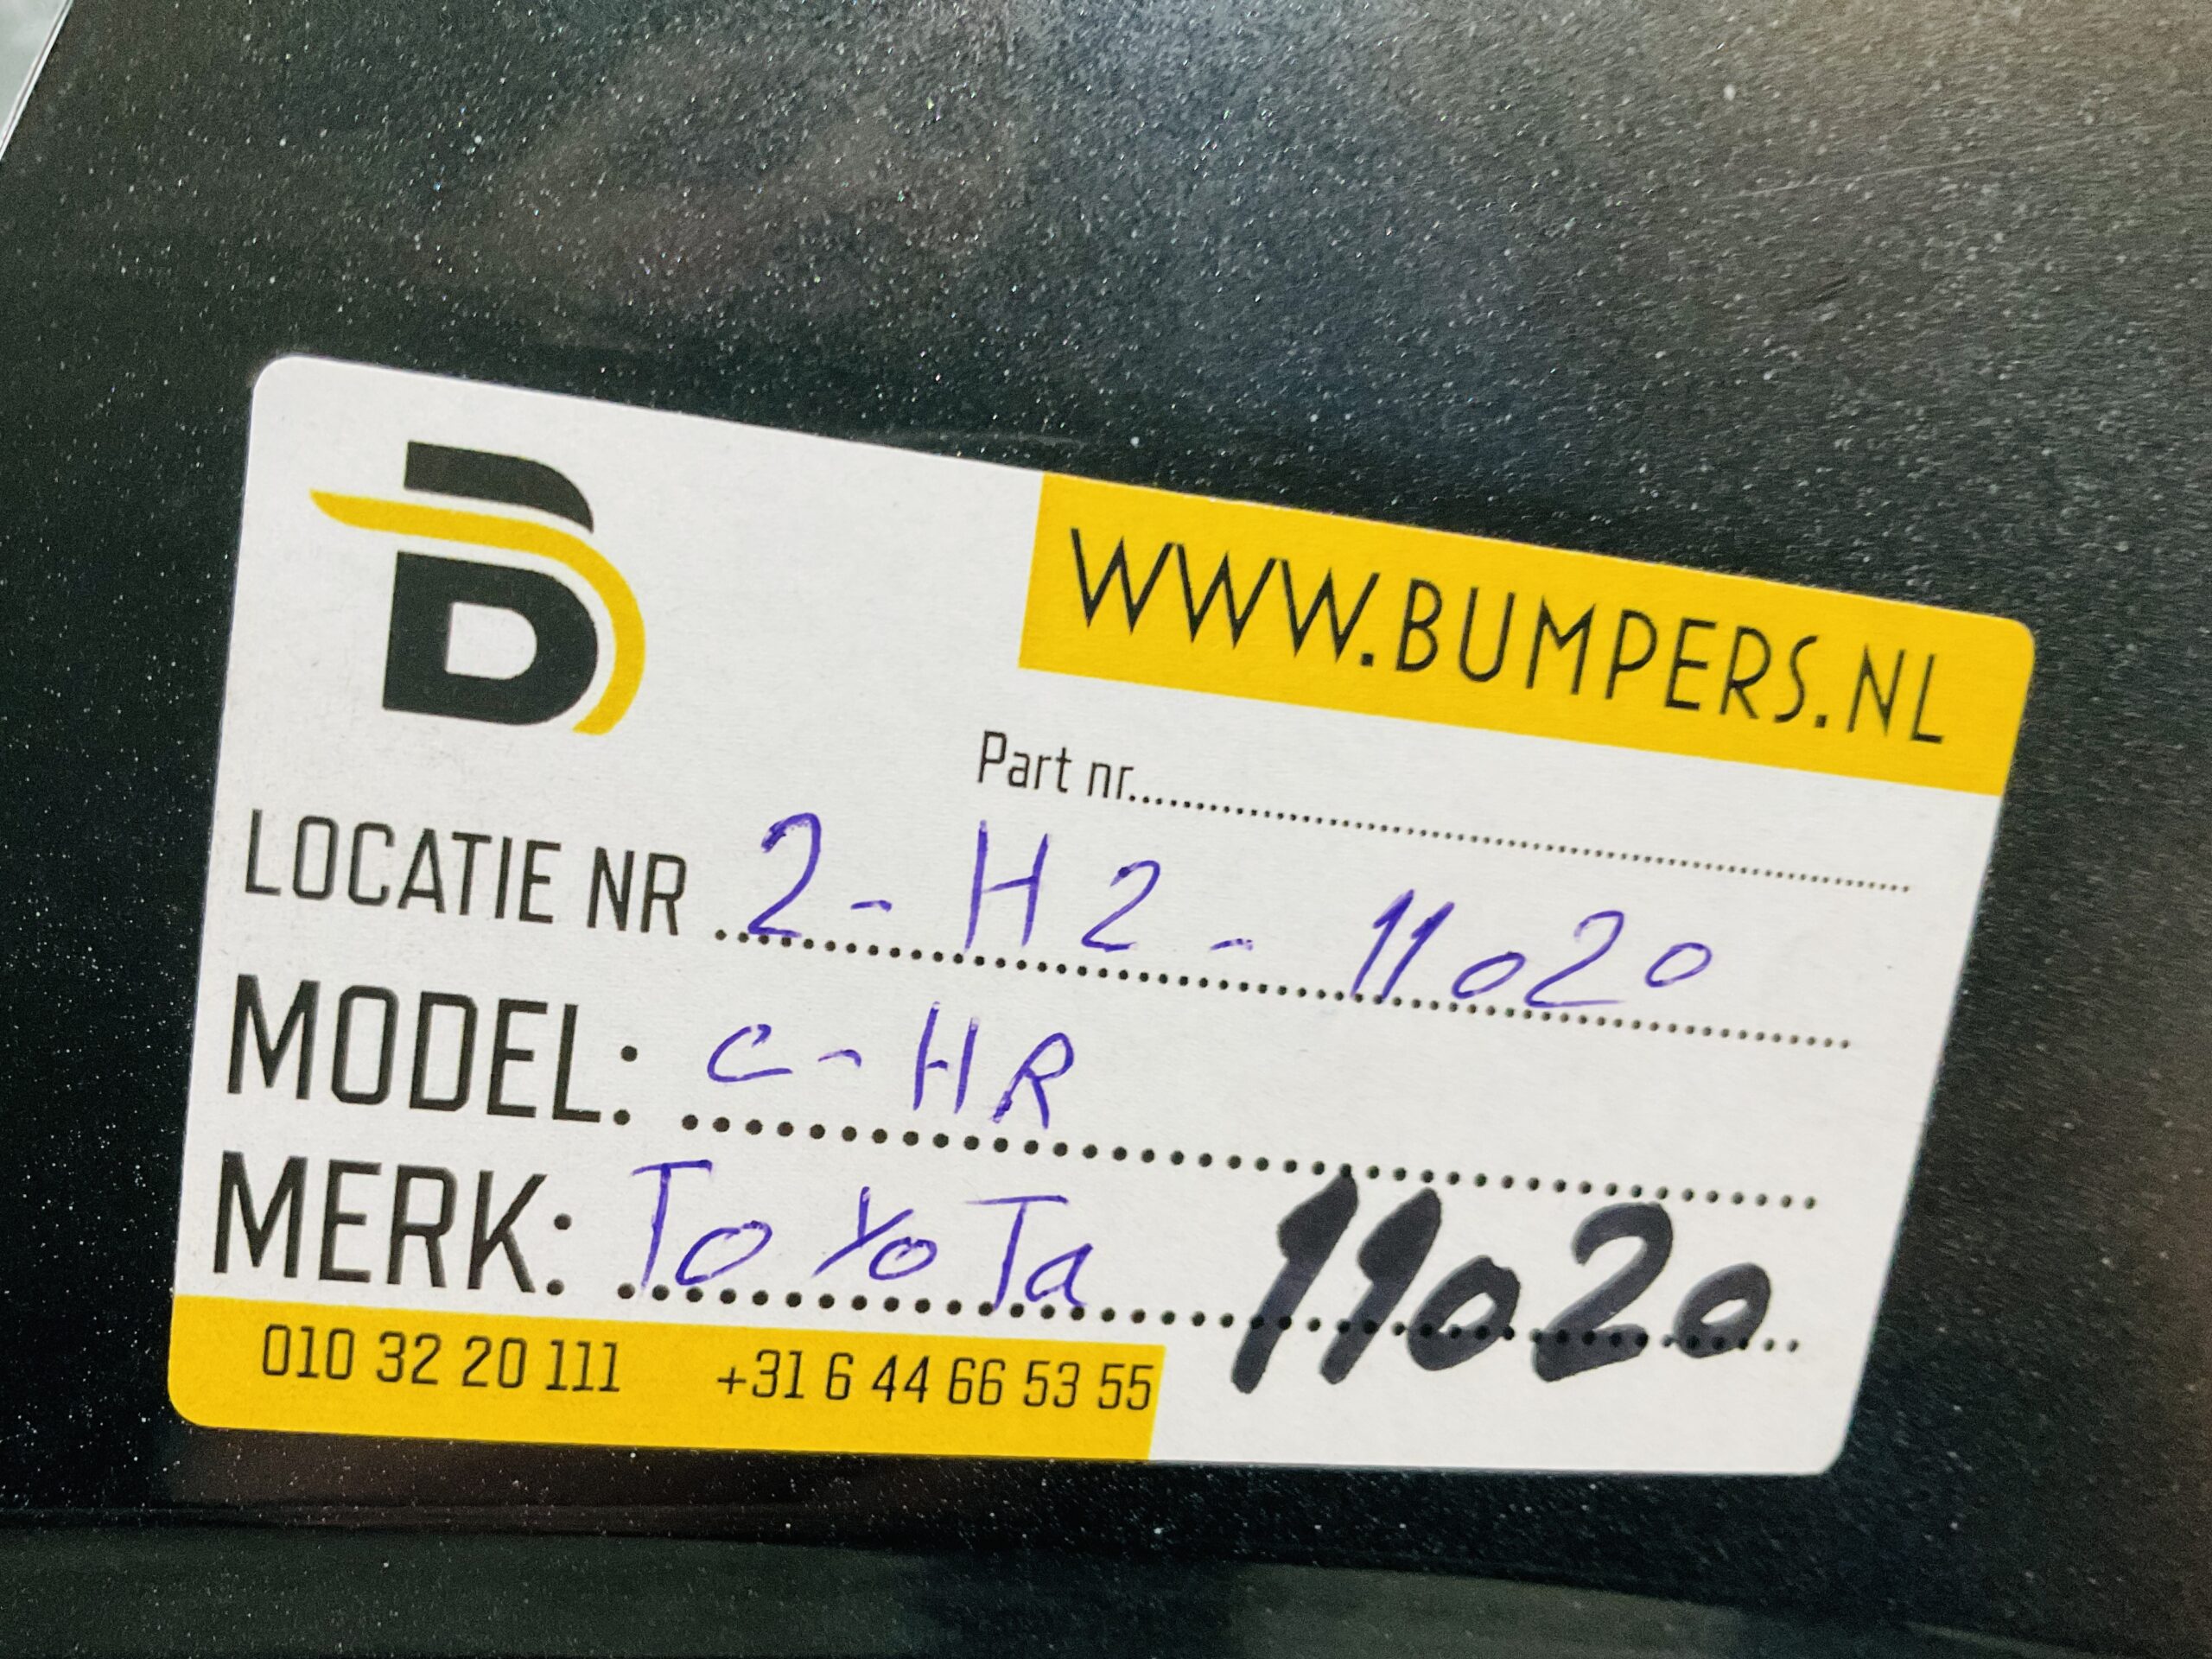 B
WWW.BUMPERS.NL
Part nr..........
LOCATIE NR 2-H2-11020
MODEL: C-HR
MERK: ToYoTa 11020
010 32 20 111 +31 6 44 66 53 55